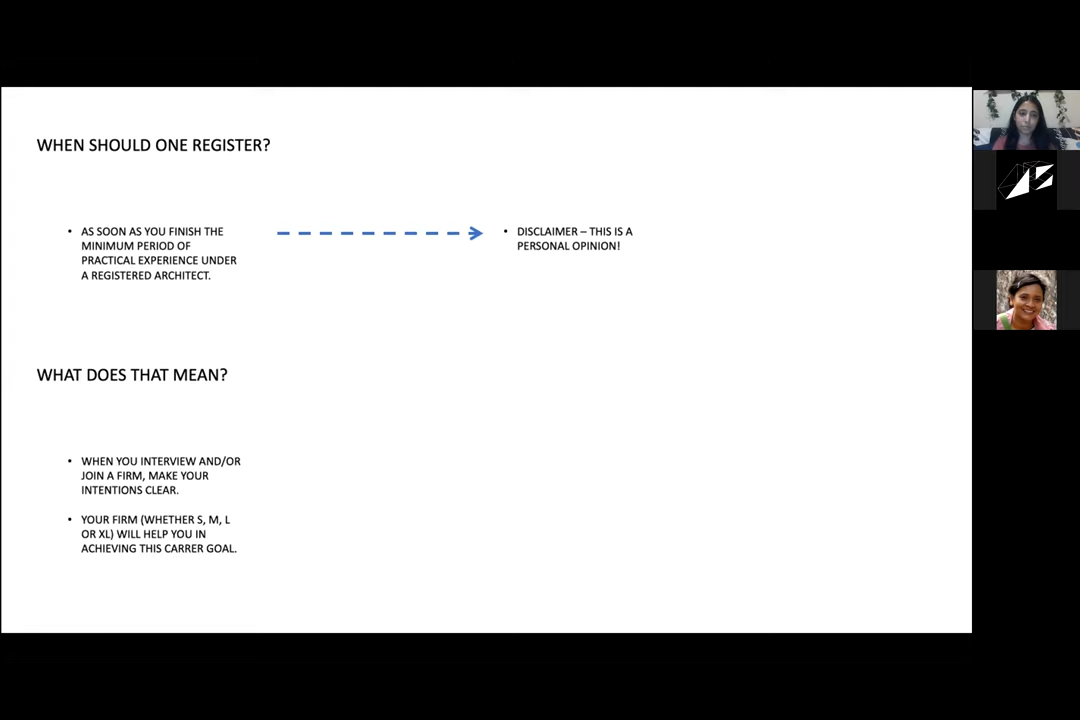 WHEN SHOULD ONE REGISTER?
• AS SOON AS YOU FINISH THE
MINIMUM PERIOD OF
PRACTICAL EXPERIENCE UNDER
A REGISTERED ARCHITECT.
• DISCLAIMER – THIS IS A
PERSONAL OPINION!
WHAT DOES THAT MEAN?
• WHEN YOU INTERVIEW AND/OR
JOIN A FIRM, MAKE YOUR
INTENTIONS CLEAR.
• YOUR FIRM (WHETHER S, M, L
OR XL) WILL HELP YOU IN
ACHIEVING THIS CARRER GOAL.